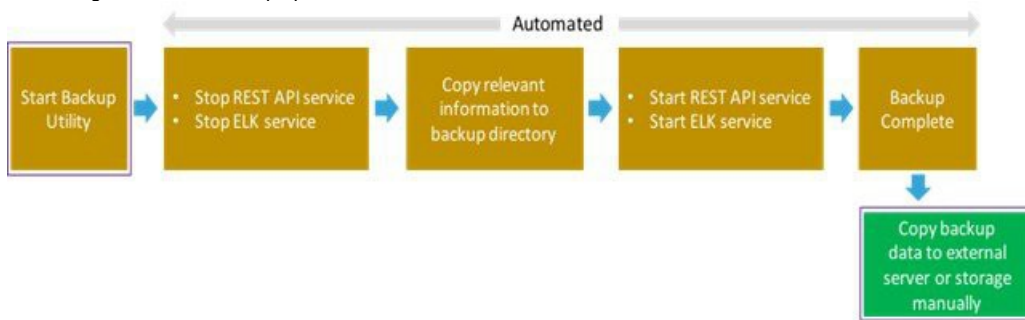 Automated
Start Backup
Utility
• Stop REST API service
• Stop ELK service
Copy relevant
information to
backup directory
• Start REST API service
• Start ELK service
Backup
Complete
Copy backup
data to external
server or storage
manually